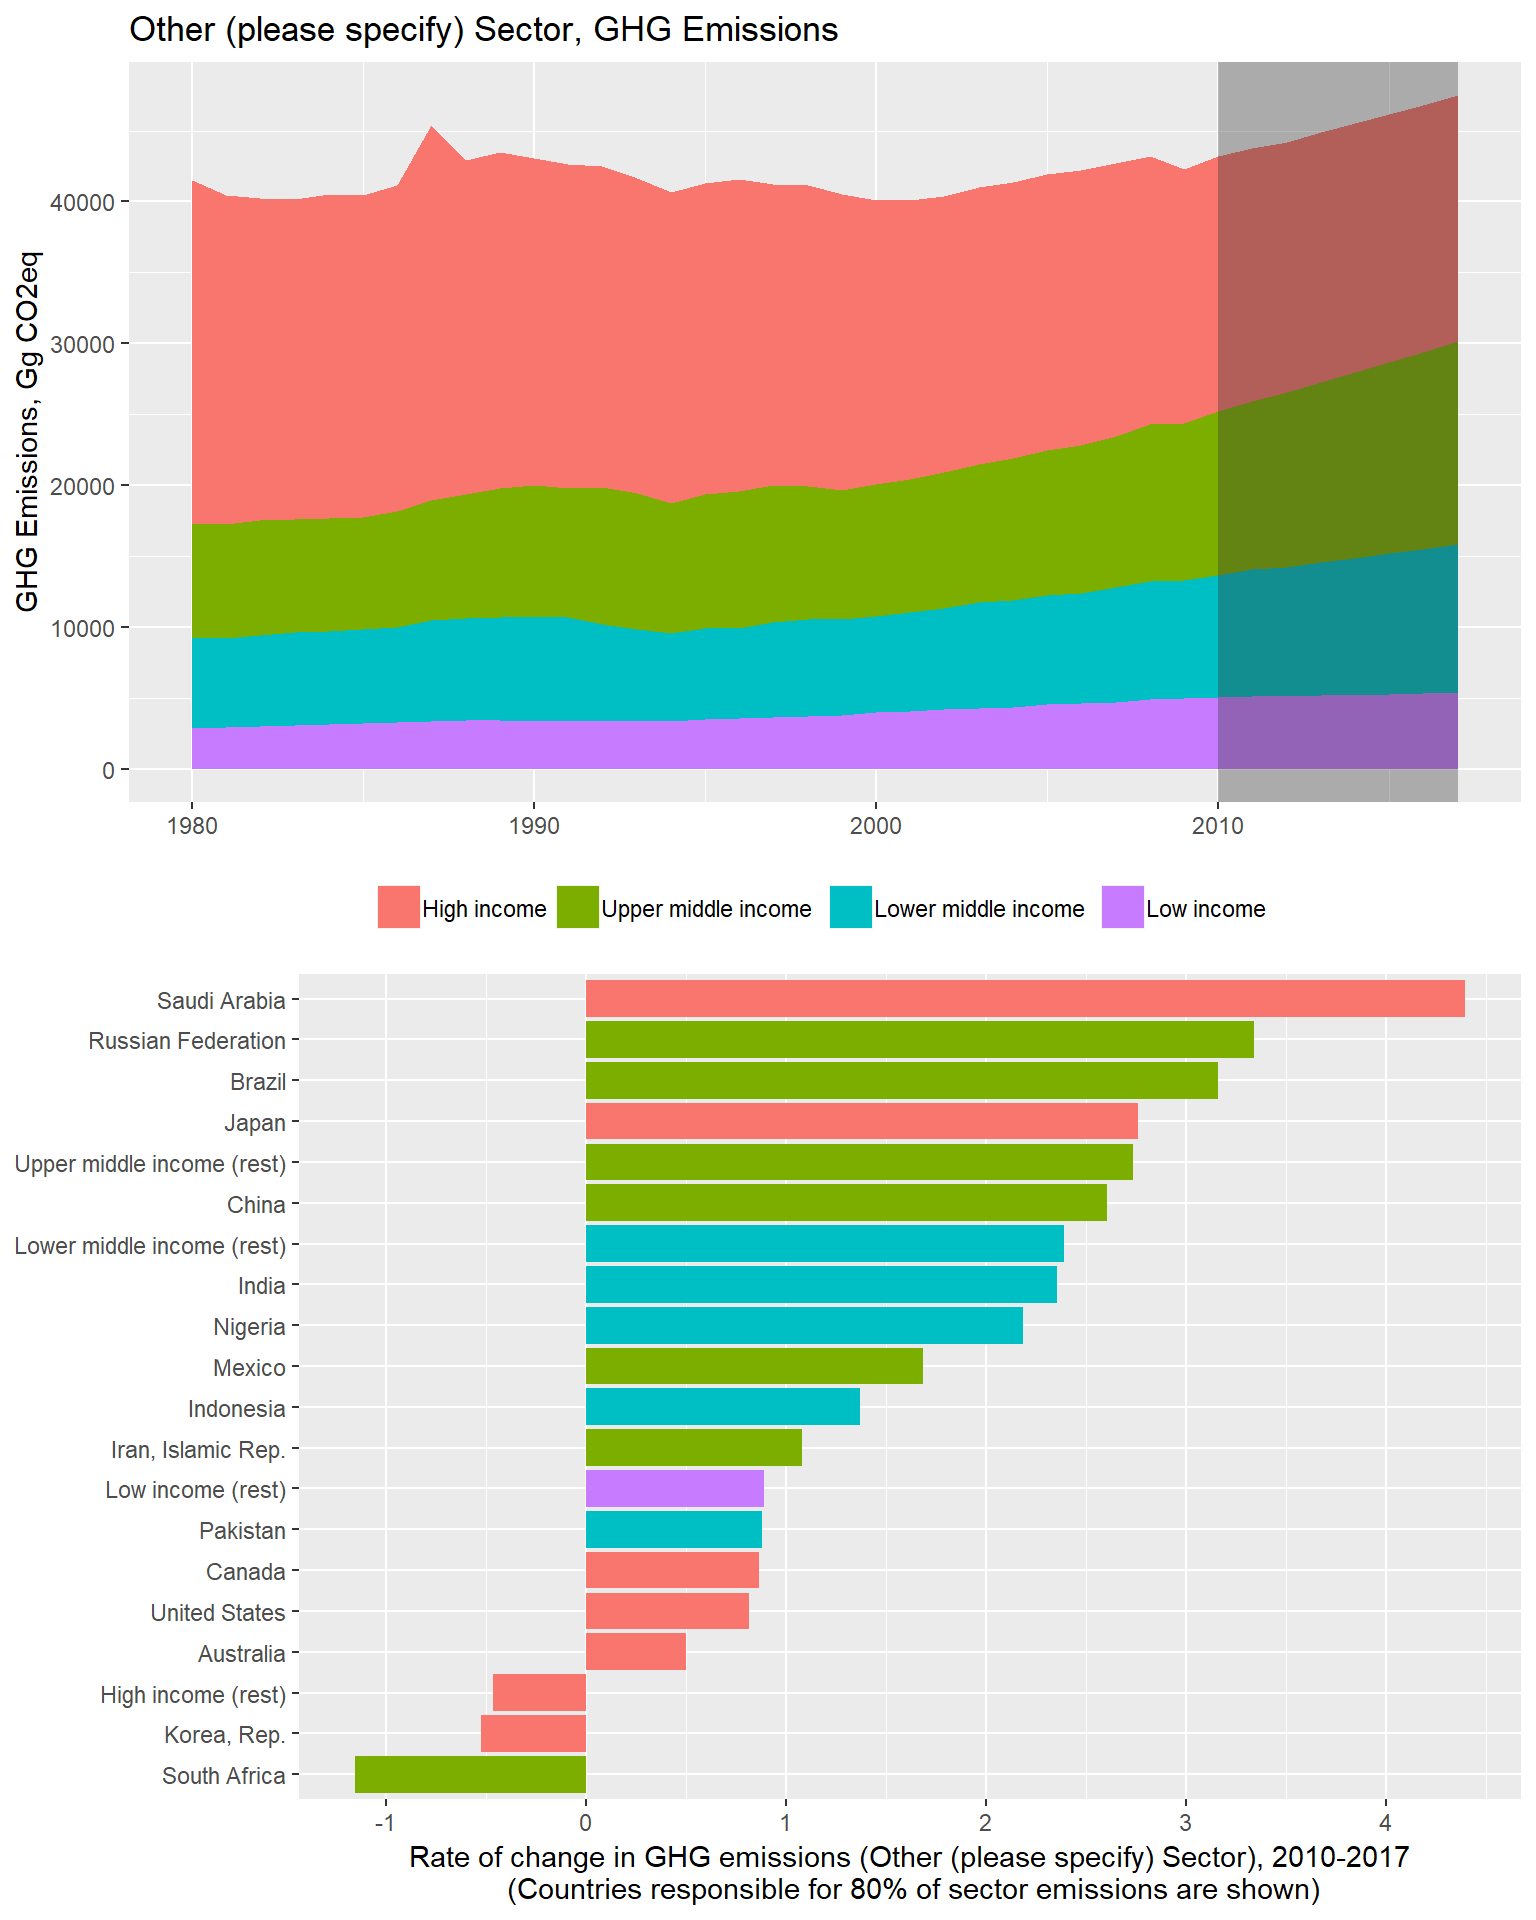 Other (please specify) Sector, GHG Emissions
GHG Emissions, Gg CO2eq
40000
30000
20000
10000
0
1980 1990 2000 2010
High income Upper middle income Lower middle income Low income
Saudi Arabia
Russian Federation
Brazil
Japan
Upper middle income (rest)
China
Lower middle income (rest)
India
Nigeria
Mexico
Indonesia
Iran, Islamic Rep.
Low income (rest)
Pakistan
Canada
United States
Australia
High income (rest)
Korea, Rep.
South Africa
-1 0 1 2 3 4
Rate of change in GHG emissions (Other (please specify) Sector), 2010-2017
(Countries responsible for 80% of sector emissions are shown)